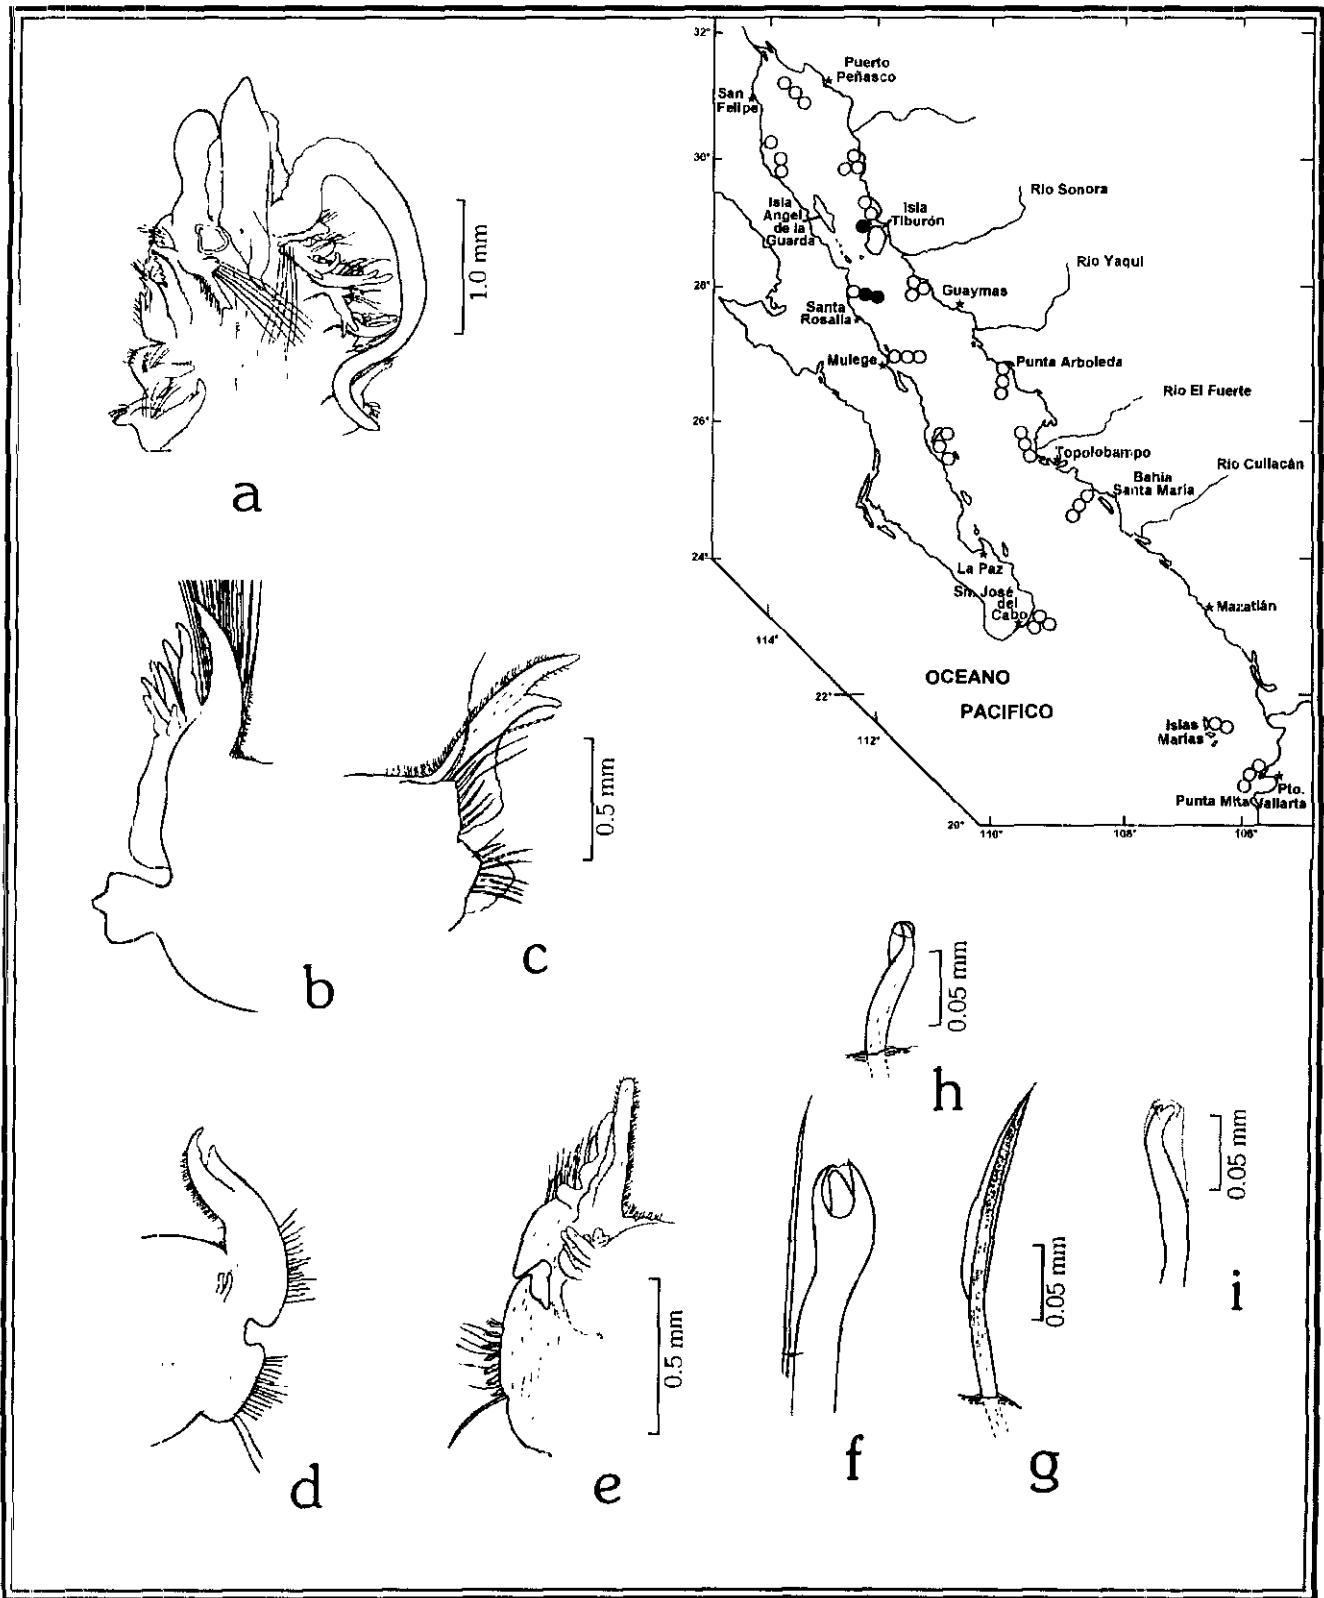 32°
Puerto
Peñasco
San
Felipe
30°
Rio Sonora
Isla
Angel
de la
Guarda
Isla
Tiburón
Rio Yaqui
28°
Guaymas
Santa
Rosalia
Mulege
Punta Arboleda
Rio El Fuerte
26°
Topolobampo
Rio Culiacán
Bahia
Santa María
24°
La Paz
Sn. José
del
Cabo
Mazatlán
114°
OCEANO
PACIFICO
22°
112°
Islas
Marías
Pto.
Vallarta
Punta Mita
20°
110°
108°
106°
1.0 mm
a
b
0.5 mm
c
0.05 mm
h
d
0.5 mm
e
f
0.05 mm
g
0.05 mm
i